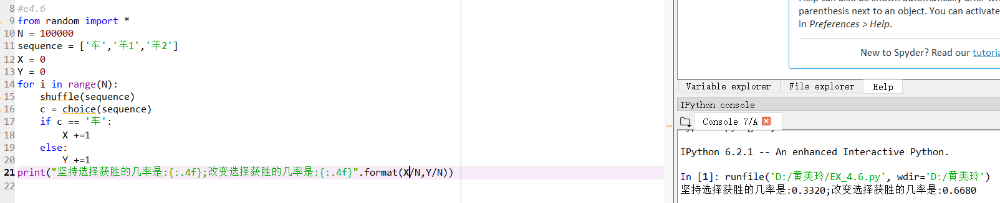 8 #e4.6
9 from random import *
10 N = 100000
11 sequence = ['车','羊1','羊2']
12 X = 0
13 Y = 0
14 for i in range(N):
15     shuffle(sequence)
16     c = choice(sequence)
17     if c == '车':
18         X +=1
19     else:
20         Y +=1
21 print("坚持选择获胜的几率是:{:.4f};改变选择获胜的几率是:{:.4f}".format(X/N,Y/N))
22
parenthesis next to an object. You can activate
in Preferences > Help.
New to Spyder? Read our tutoria
Variable explorer File explorer Help
IPython console
Console 7/A
IPython 6.2.1 -- An enhanced Interactive Python.
In [1]: runfile('D:/黄美玲/EX_4.6.py', wdir='D:/黄美玲')
坚持选择获胜的几率是:0.3320;改变选择获胜的几率是:0.6680